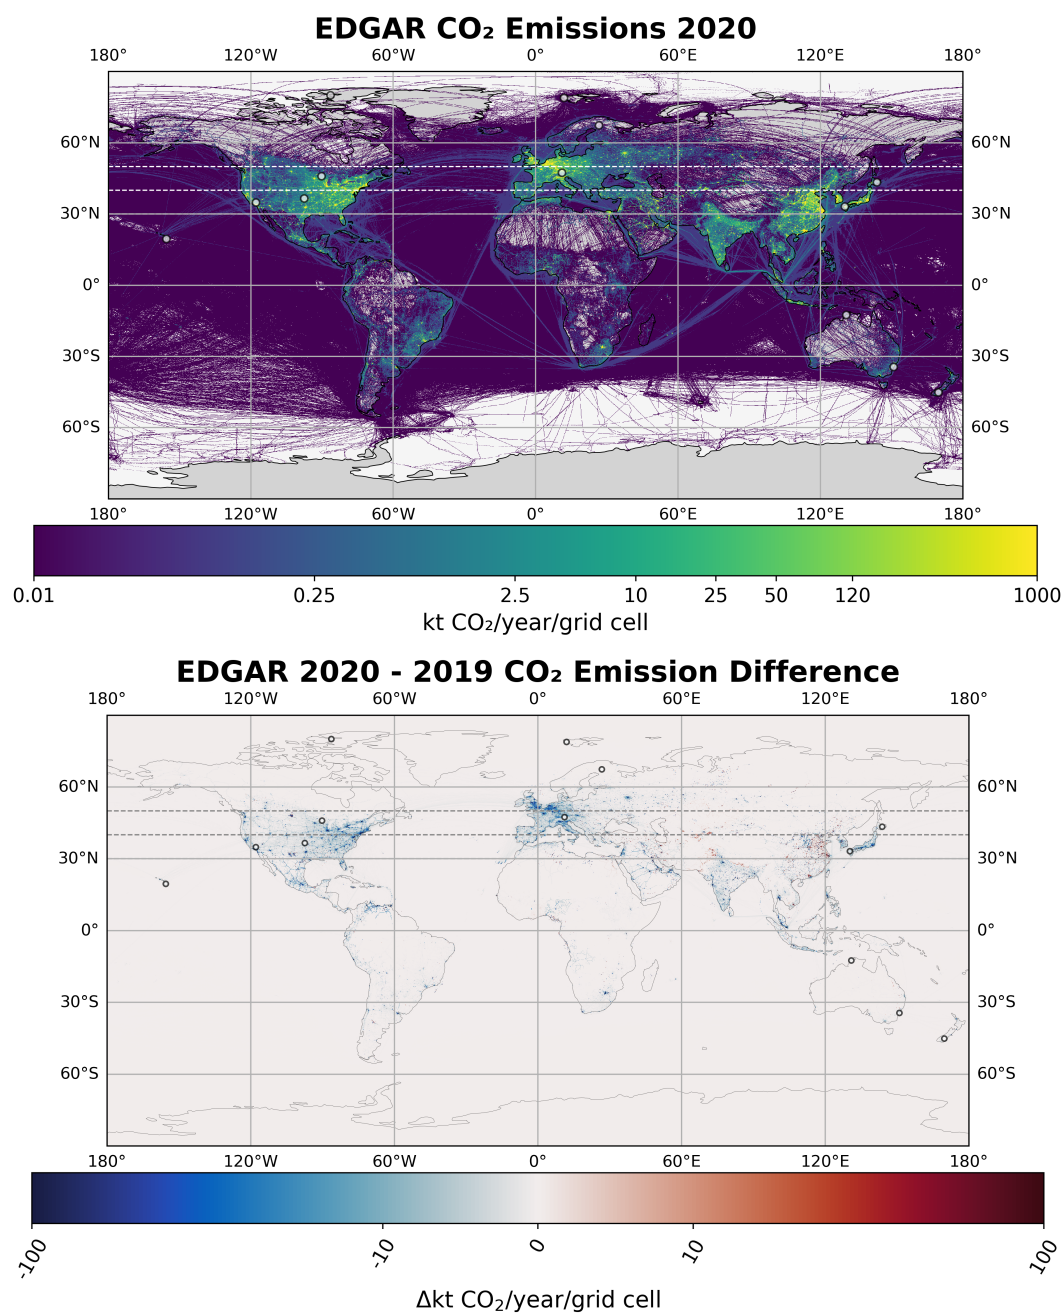 EDGAR CO₂ Emissions 2020
180° 120°W 60°W 0° 60°E 120°E 180°
60°N 60°N
30°N 30°N
0° 0°
30°S 30°S
60°S 60°S
180° 120°W 60°W 0° 60°E 120°E 180°
0.01 0.25 2.5 10 25 50 120 1000
kt CO₂/year/grid cell
EDGAR 2020 - 2019 CO₂ Emission Difference
180° 120°W 60°W 0° 60°E 120°E 180°
60°N 60°N
30°N 30°N
0° 0°
30°S 30°S
60°S 60°S
180° 120°W 60°W 0° 60°E 120°E 180°
-100 -10 0 10 100
Δkt CO₂/year/grid cell